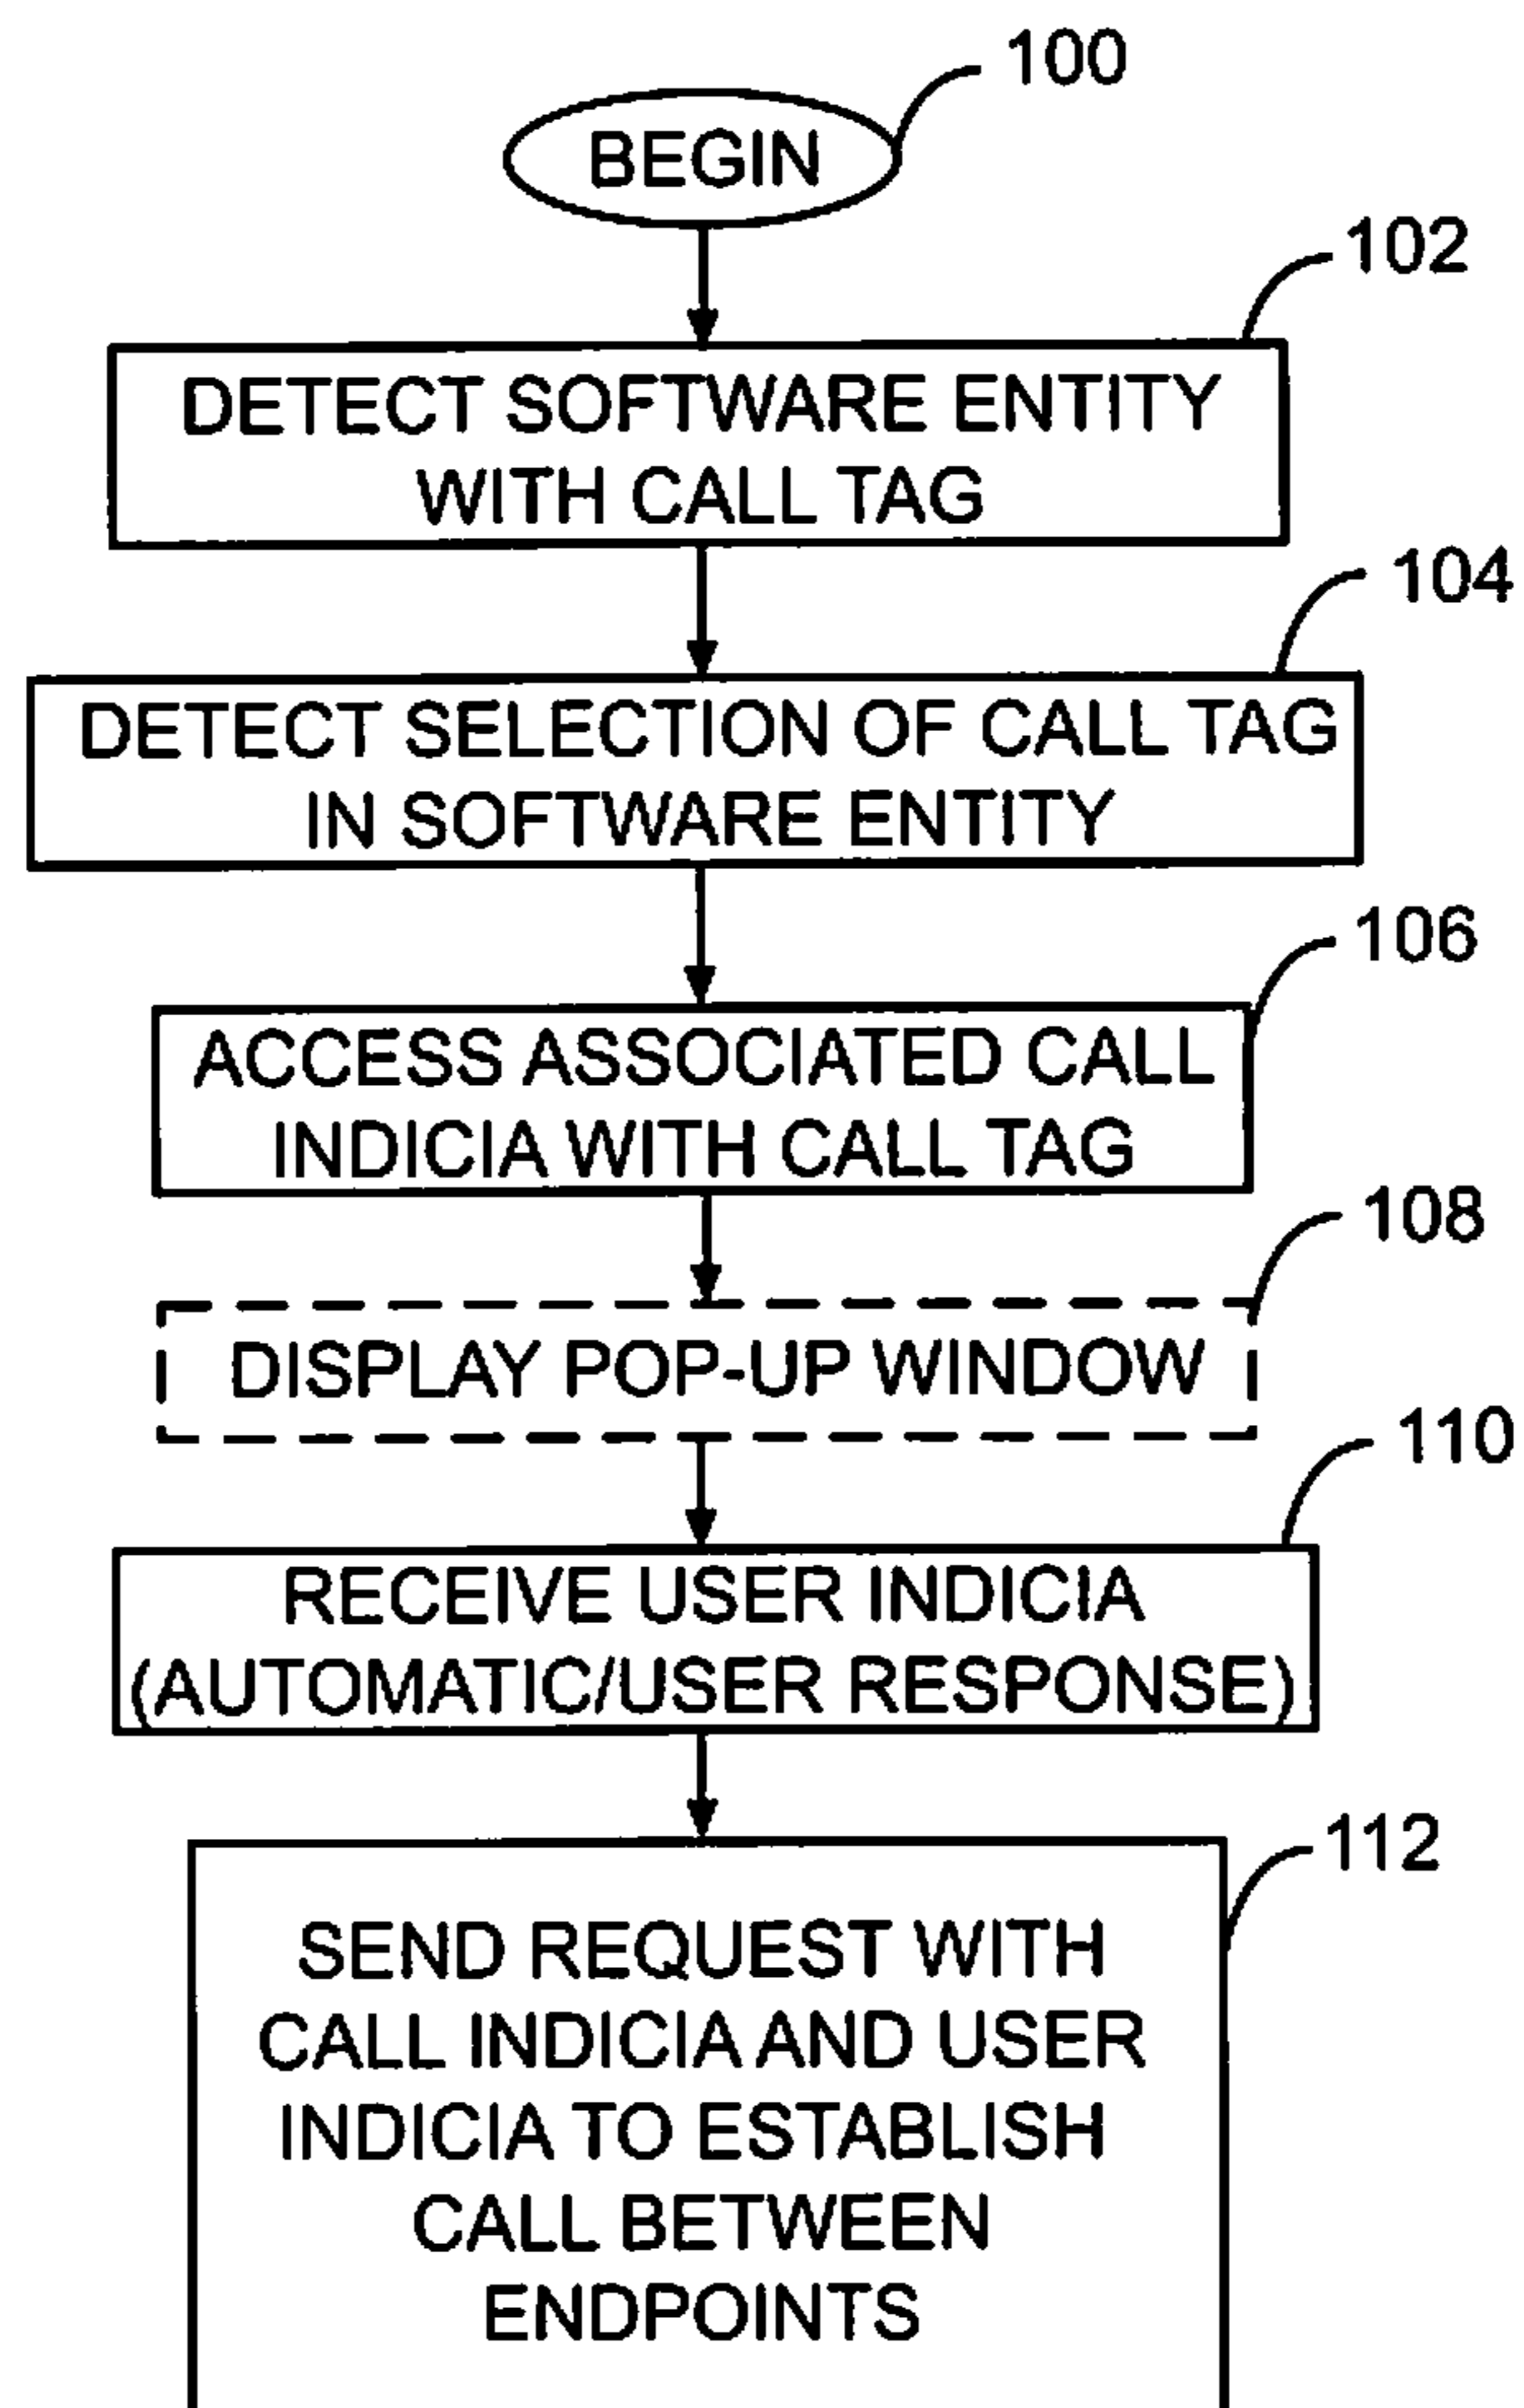 100
BEGIN
102
DETECT SOFTWARE ENTITY
WITH CALL TAG
104
DETECT SELECTION OF CALL TAG
IN SOFTWARE ENTITY
106
ACCESS ASSOCIATED CALL
INDICIA WITH CALL TAG
108
DISPLAY POP-UP WINDOW
110
RECEIVE USER INDICIA
(AUTOMATIC/USER RESPONSE)
112
SEND REQUEST WITH
CALL INDICIA AND USER
INDICIA TO ESTABLISH
CALL BETWEEN
ENDPOINTS